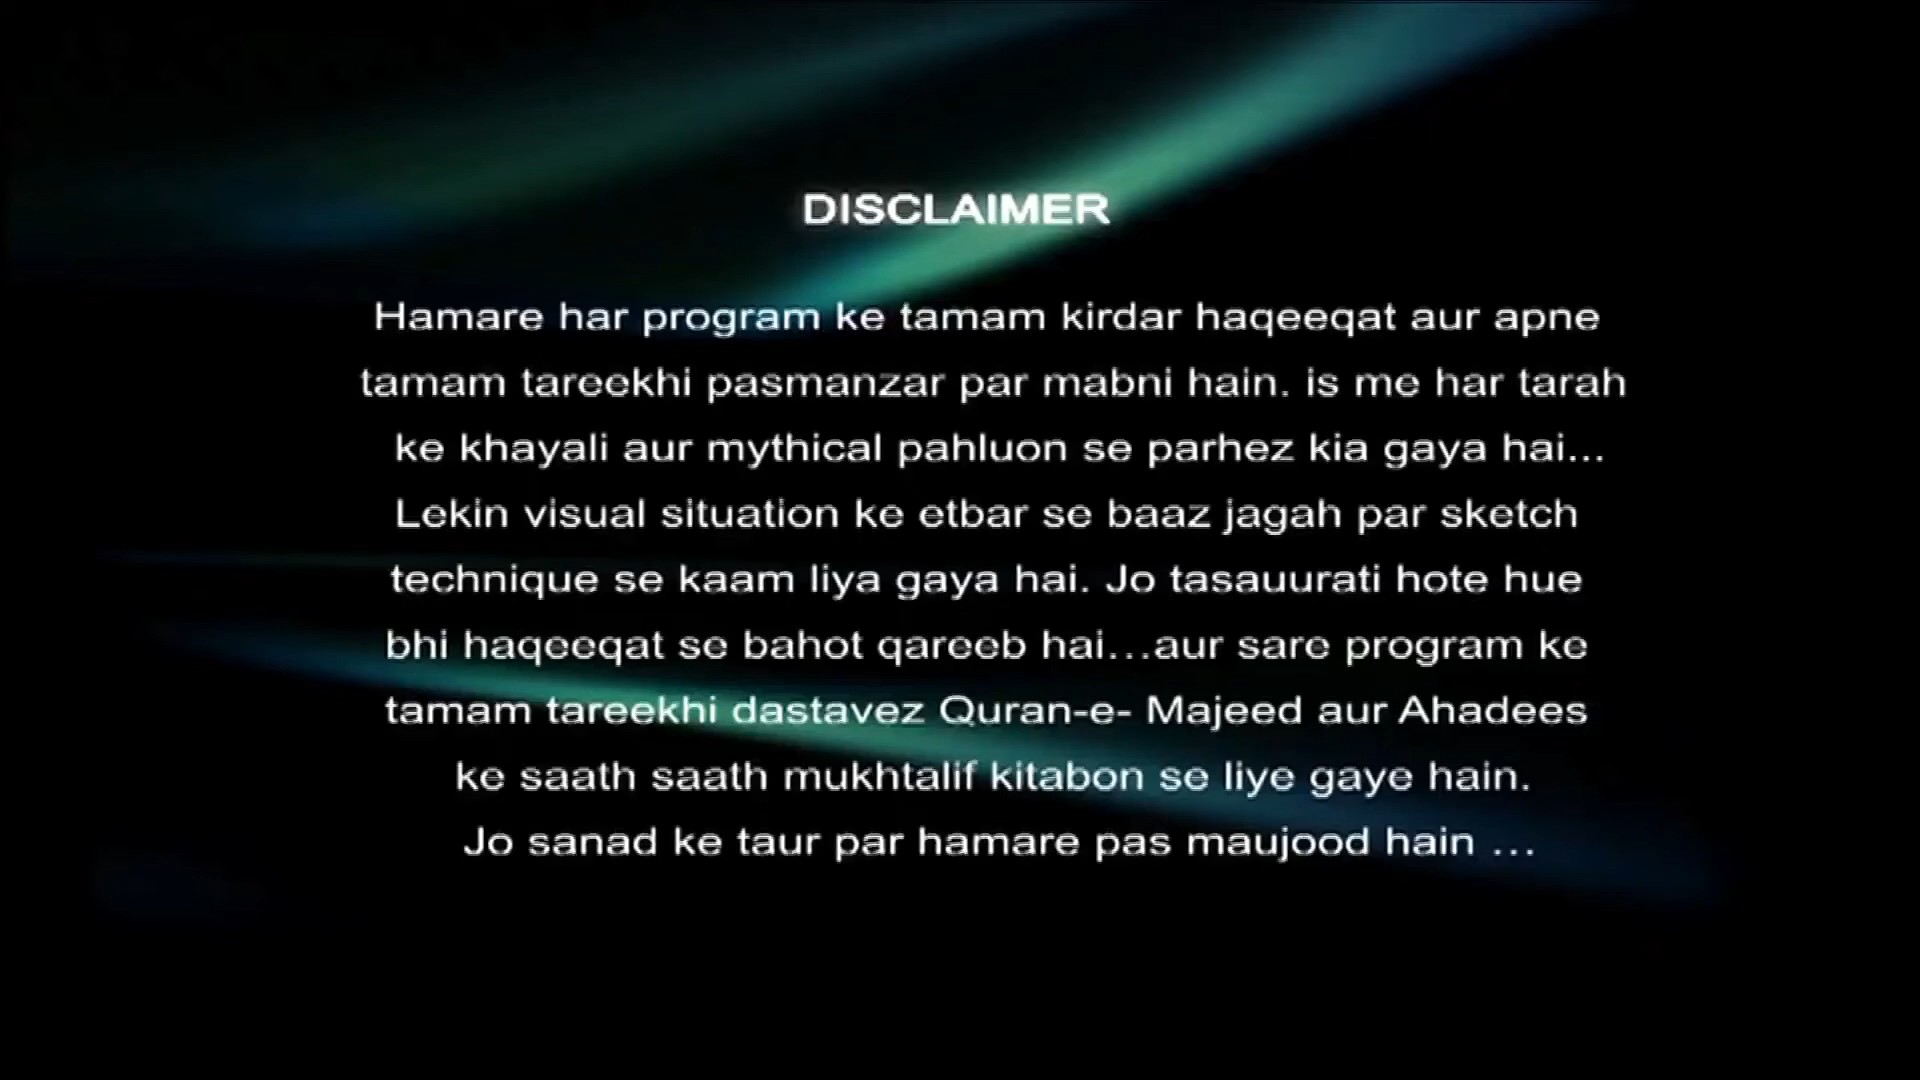 DISCLAIMER
Hamare har program ke tamam kirdar haqeeqat aur apne
tamam tareekhi pasmanzar par mabni hain. is me har tarah
ke khayali aur mythical pahluon se parhez kia gaya hai...
Lekin visual situation ke etbar se baaz jagah par sketch
technique se kaam liya gaya hai. Jo tasauurati hote hue
bhi haqeeqat se bahot qareeb hai...aur sare program ke
tamam tareekhi dastavez Quran-e- Majeed aur Ahadees
ke saath saath mukhtalif kitabon se liye gaye hain.
Jo sanad ke taur par hamare pas maujood hain ...